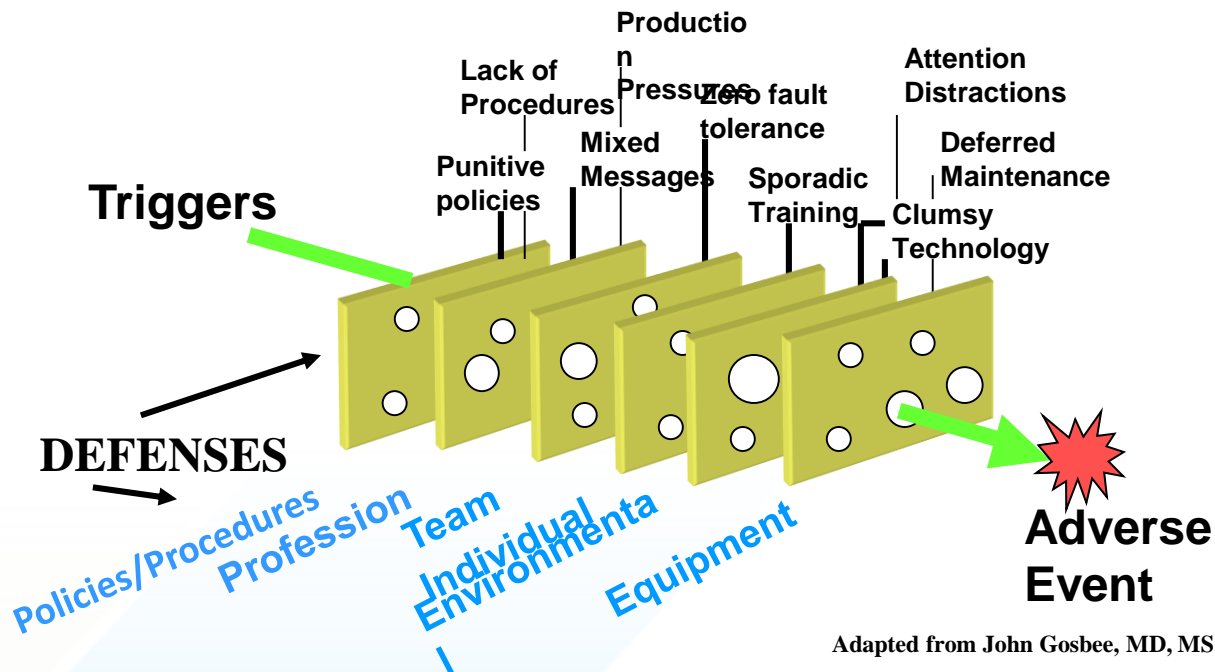 Productio
n
Pressures
Lack of
Procedures
Attention
Distractions
Zero fault
tolerance
Mixed
Messages
Deferred
Maintenance
Punitive
policies
Sporadic
Training
Clumsy
Technology
Triggers
DEFENSES
Policies/Procedures
Profession
Team
Individual
Environmenta
l
Equipment
Adverse
Event
Adapted from John Gosbee, MD, MS